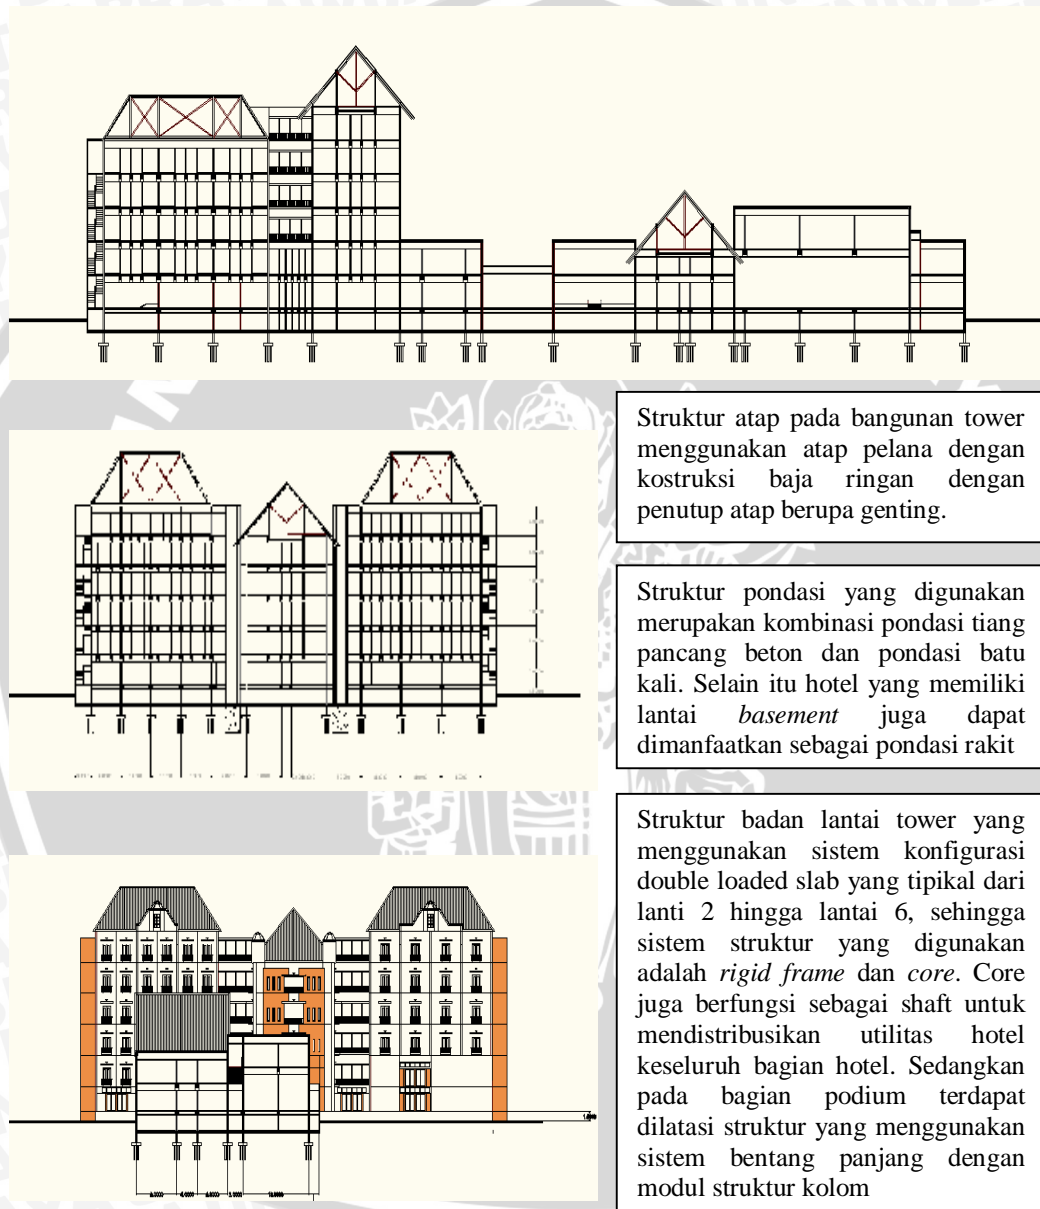 Struktur atap pada bangunan tower
menggunakan atap pelana dengan
kostruksi baja ringan dengan
penutup atap berupa genting.
Struktur pondasi yang digunakan
merupakan kombinasi pondasi tiang
pancang beton dan pondasi batu
kali. Selain itu hotel yang memiliki
lantai basement juga dapat
dimanfaatkan sebagai pondasi rakit
Struktur badan lantai tower yang
menggunakan sistem konfigurasi
double loaded slab yang tipikal dari
lanti 2 hingga lantai 6, sehingga
sistem struktur yang digunakan
adalah rigid frame dan core. Core
juga berfungsi sebagai shaft untuk
mendistribusikan utilitas hotel
keseluruh bagian hotel. Sedangkan
pada bagian podium terdapat
dilatasi struktur yang menggunakan
sistem bentang panjang dengan
modul struktur kolom